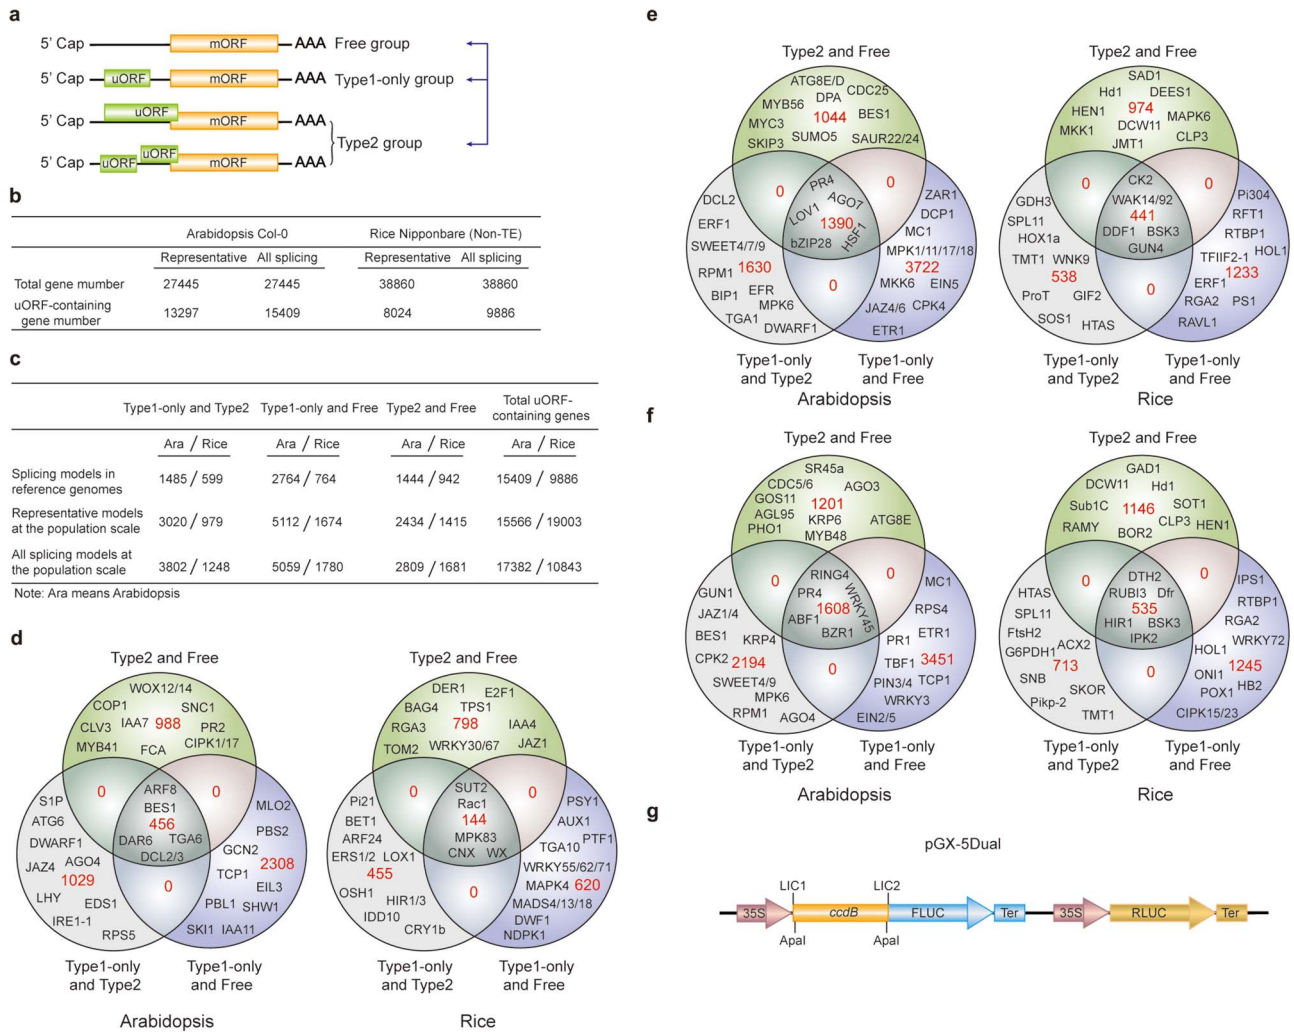 a
5' Cap mORF AAA Free group
5' Cap uORF mORF AAA Type1-only group
5' Cap uORF mORF AAA
Type2 group
5' Cap uORF uORF mORF AAA
b
Arabidopsis Col-0 Rice Nipponbare (Non-TE)
Representative All splicing Representative All splicing
Total gene mumber 27445 27445 38860 38860
uORF-containing
gene mumber 13297 15409 8024 9886
c
Type1-only and Type2 Type1-only and Free Type2 and Free Total uORF-
containing genes
Ara / Rice Ara / Rice Ara / Rice Ara / Rice
Splicing models in
reference genomes 1485 / 599 2764 / 764 1444 / 942 15409 / 9886
Representative models
at the population scale 3020 / 979 5112 / 1674 2434 / 1415 15566 / 19003
All splicing models at
the population scale 3802 / 1248 5059 / 1780 2809 / 1681 17382 / 10843
Note: Ara means Arabidopsis
d
Type2 and Free
WOX12/14
COP1 SNC1
IAA7 988
CLV3 PR2
MYB41 CIPK1/17
FCA
0 0
ARF8
BES1
456
DAR6 TGA6
DCL2/3
0
S1P
ATG6
DWARF1
JAZ4 AGO4
1029
LHY EDS1
IRE1-1
RPS5
MLO2
PBS2
GCN2
2308
TCP1
EIL3
PBL1 SHW1
SKI1 IAA11
Type1-only
and Type2
Type1-only
and Free
Arabidopsis
Type2 and Free
DER1 E2F1
BAG4 TPS1
798
RGA3 IAA4
TOM2 WRKY30/67 JAZ1
0 0
SUT2
Rac1
144
MPK83
CNX WX
0
Pi21
BET1
ARF24
ERS1/2 LOX1
455
OSH1 HIR1/3
IDD10
CRY1b
PSY1
AUX1
PTF1
TGA10
WRKY55/62/71
MAPK4 620
MADS4/13/18
DWF1
NDPK1
Type1-only
and Type2
Type1-only
and Free
Rice
e
Type2 and Free
ATG8E/D CDC25
DPA
MYB56 1044 BES1
MYC3
SUMO5
SKIP3 SAUR22/24
0 0
PR4
AGO7
LOV1
1390
HSF1
bZIP28
0
DCL2
ERF1
SWEET4/7/9
RPM1 1630
BIP1 EFR
MPK6
TGA1
DWARF1
ZAR1
DCP1
MC1
MPK1/11/17/18
3722
MKK6 EIN5
JAZ4/6 CPK4
ETR1
Type1-only
and Type2
Type1-only
and Free
Arabidopsis
Type2 and Free
SAD1
Hd1 DEES1
974
HEN1 MAPK6
MKK1 DCW11 CLP3
JMT1
0 0
CK2
WAK14/92
441
DDF1 BSK3
GUN4
0
GDH3
SPL11
HOX1a
TMT1 WNK9
538
ProT GIF2
SOS1
HTAS
Pi304
RFT1
RTBP1
HOL1
TFIIF2-1
1233
ERF1
RGA2 PS1
RAVL1
Type1-only
and Type2
Type1-only
and Free
Rice
f
Type2 and Free
SR45a
CDC5/6 AGO3
GOS11 1201
AGL95 KRP6 ATG8E
PHO1 MYB48
0 0
RING4
PR4 WRKY45
1608
ABF1
BZR1
0
GUN1
JAZ1/4
BES1 KRP4
CPK2 2194
SWEET4/9
MPK6
RPM1 AGO4
MC1
RPS4
PR1 ETR1
TBF1 3451
PIN3/4 TCP1
WRKY3
EIN2/5
Type1-only
and Type2
Type1-only
and Free
Arabidopsis
Type2 and Free
GAD1
DCW11 Hd1
Sub1C 1146 SOT1
CLP3
RAMY HEN1
BOR2
0 0
DTH2
RUBI3 Dfr
535
HIR1 BSK3
IPK2
0
HTAS
SPL11
FtsH2 ACX2
G6PDH1
713
SNB
SKOR
Pikp-2
TMT1
IPS1
RTBP1
RGA2
WRKY72
HOL1
1245
ONI1
HB2
POX1
CIPK15/23
Type1-only
and Type2
Type1-only
and Free
Rice
g
pGX-5Dual
LIC1 LIC2
35S ccdB FLUC Ter 35S RLUC Ter
ApaI ApaI